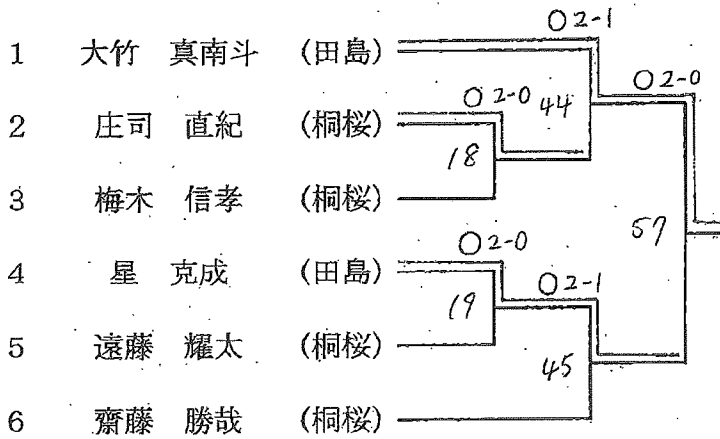 ○2-1
1 大竹 真南斗 (田島)
○2-0
○2-0
44
2 庄司 直紀 (桐桜)
18
3 梅木 信孝 (桐桜)
57
○2-0
4 星 克成 (田島)
○2-1
19
5 遠藤 耀太 (桐桜)
45
6 齋藤 勝哉 (桐桜)